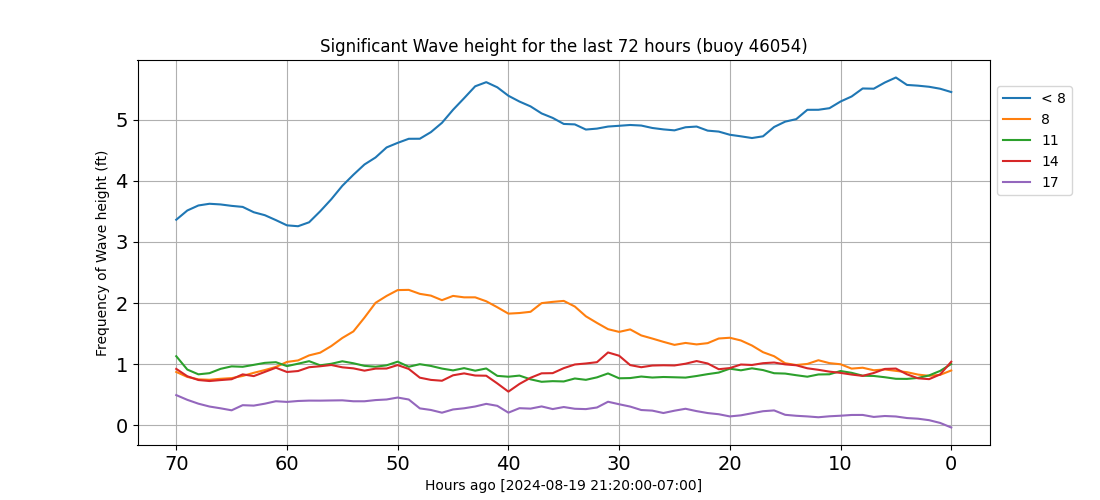 Significant Wave height for the last 72 hours (buoy 46054)
Frequency of Wave height (ft)
5
4
3
2
1
0
70 60 50 40 30 20 10 0
Hours ago [2024-08-19 21:20:00-07:00]
< 8
8
11
14
17